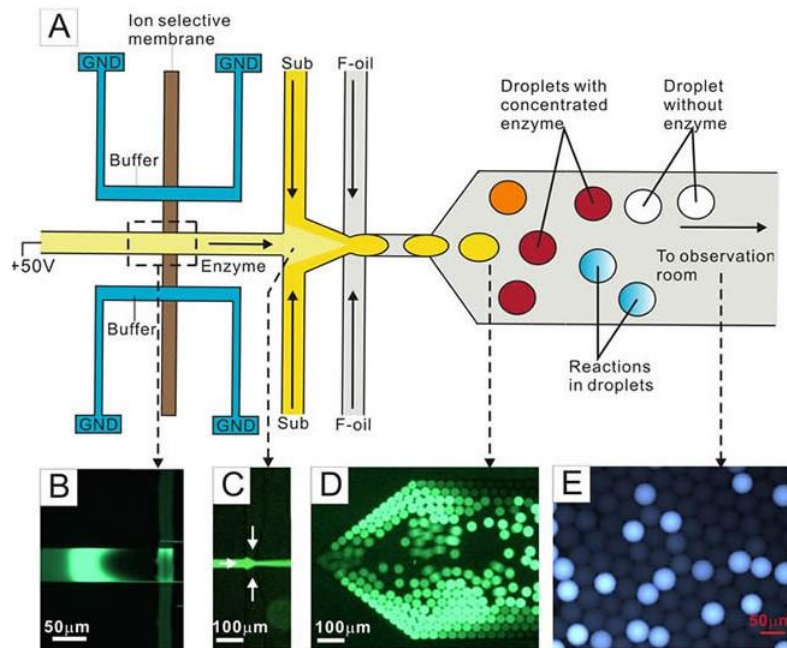 A
Ion selective
membrane
GND
GND
Sub
F-oil
Droplets with
concentrated
enzyme
Droplet
without
enzyme
Buffer
+50V
Enzyme
To observation
room
Buffer
Reactions
in droplets
GND
GND
Sub
F-oil
B
50μm
C
100μm
D
100μm
E
50μm